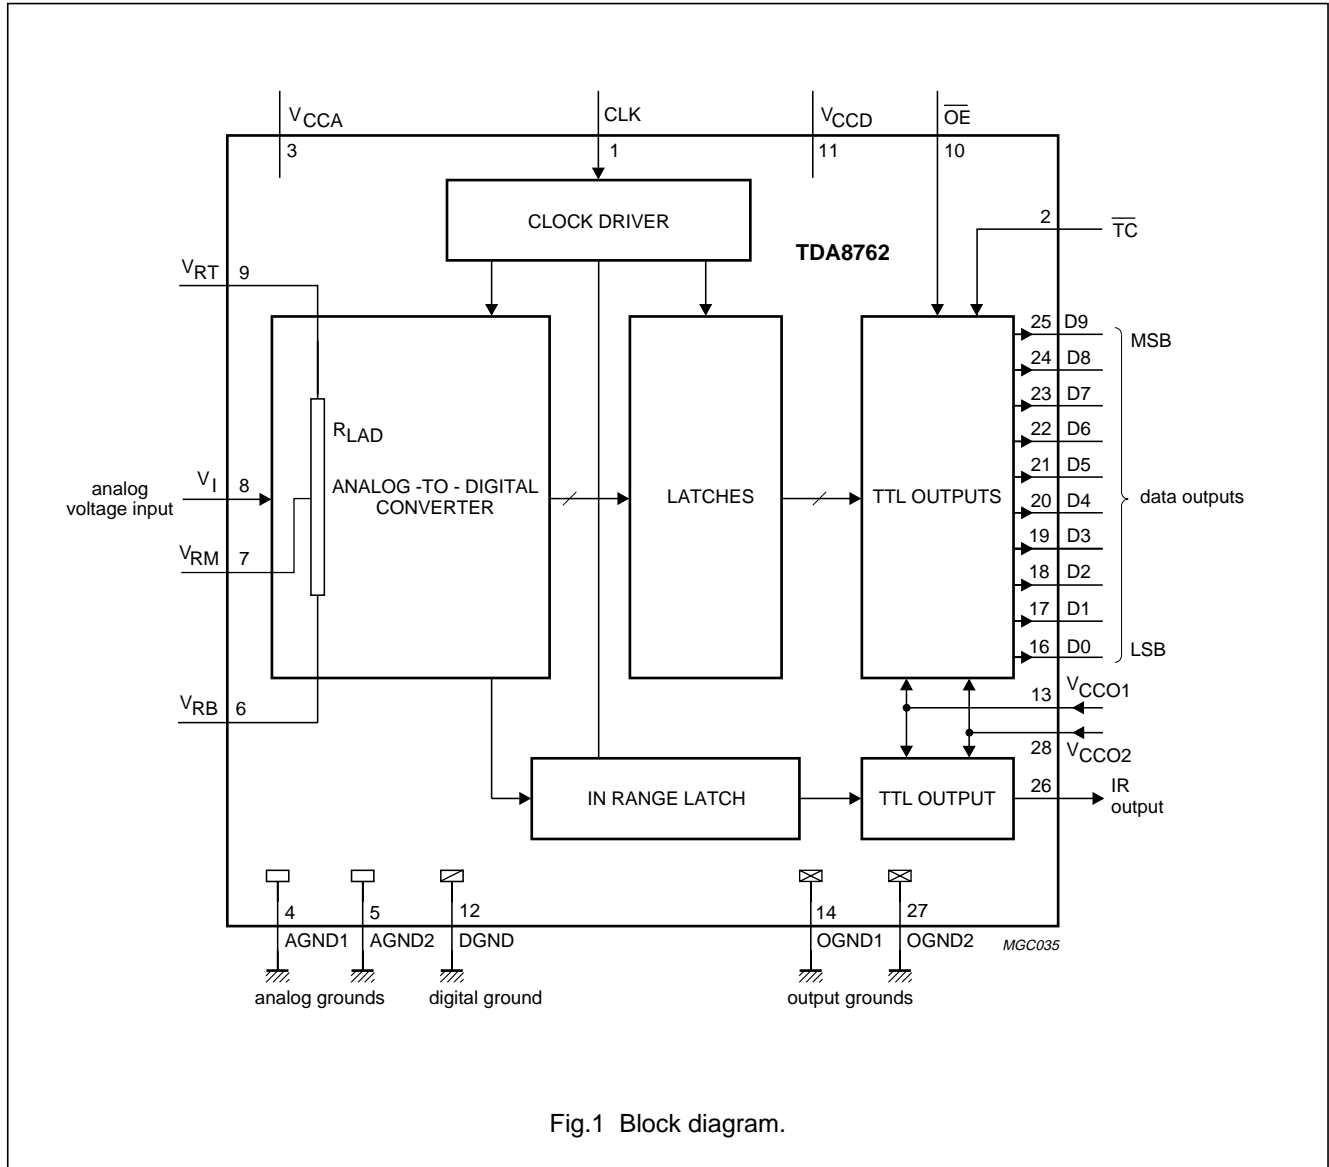 VCCA
CLK
VCCD
OE
3
1
11
10
CLOCK DRIVER
2
TC
TDA8762
VRT
9
25
D9
MSB
24
D8
23
D7
RLAD
22
D6
21
D5
VI
8
analog
voltage input
ANALOG -TO - DIGITAL
CONVERTER
LATCHES
TTL OUTPUTS
data outputs
20
D4
19
D3
VRM
7
18
D2
17
D1
16
D0
LSB
VRB
6
13
VCCO1
28
VCCO2
IN RANGE LATCH
TTL OUTPUT
26
IR
output
4
5
12
14
27
AGND1
AGND2
DGND
OGND1
OGND2
MGC035
analog grounds
digital ground
output grounds
Fig.1 Block diagram.